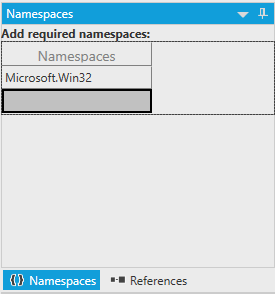 Namespaces
Add required namespaces:
Namespaces
Microsoft.Win32
{} Namespaces
References